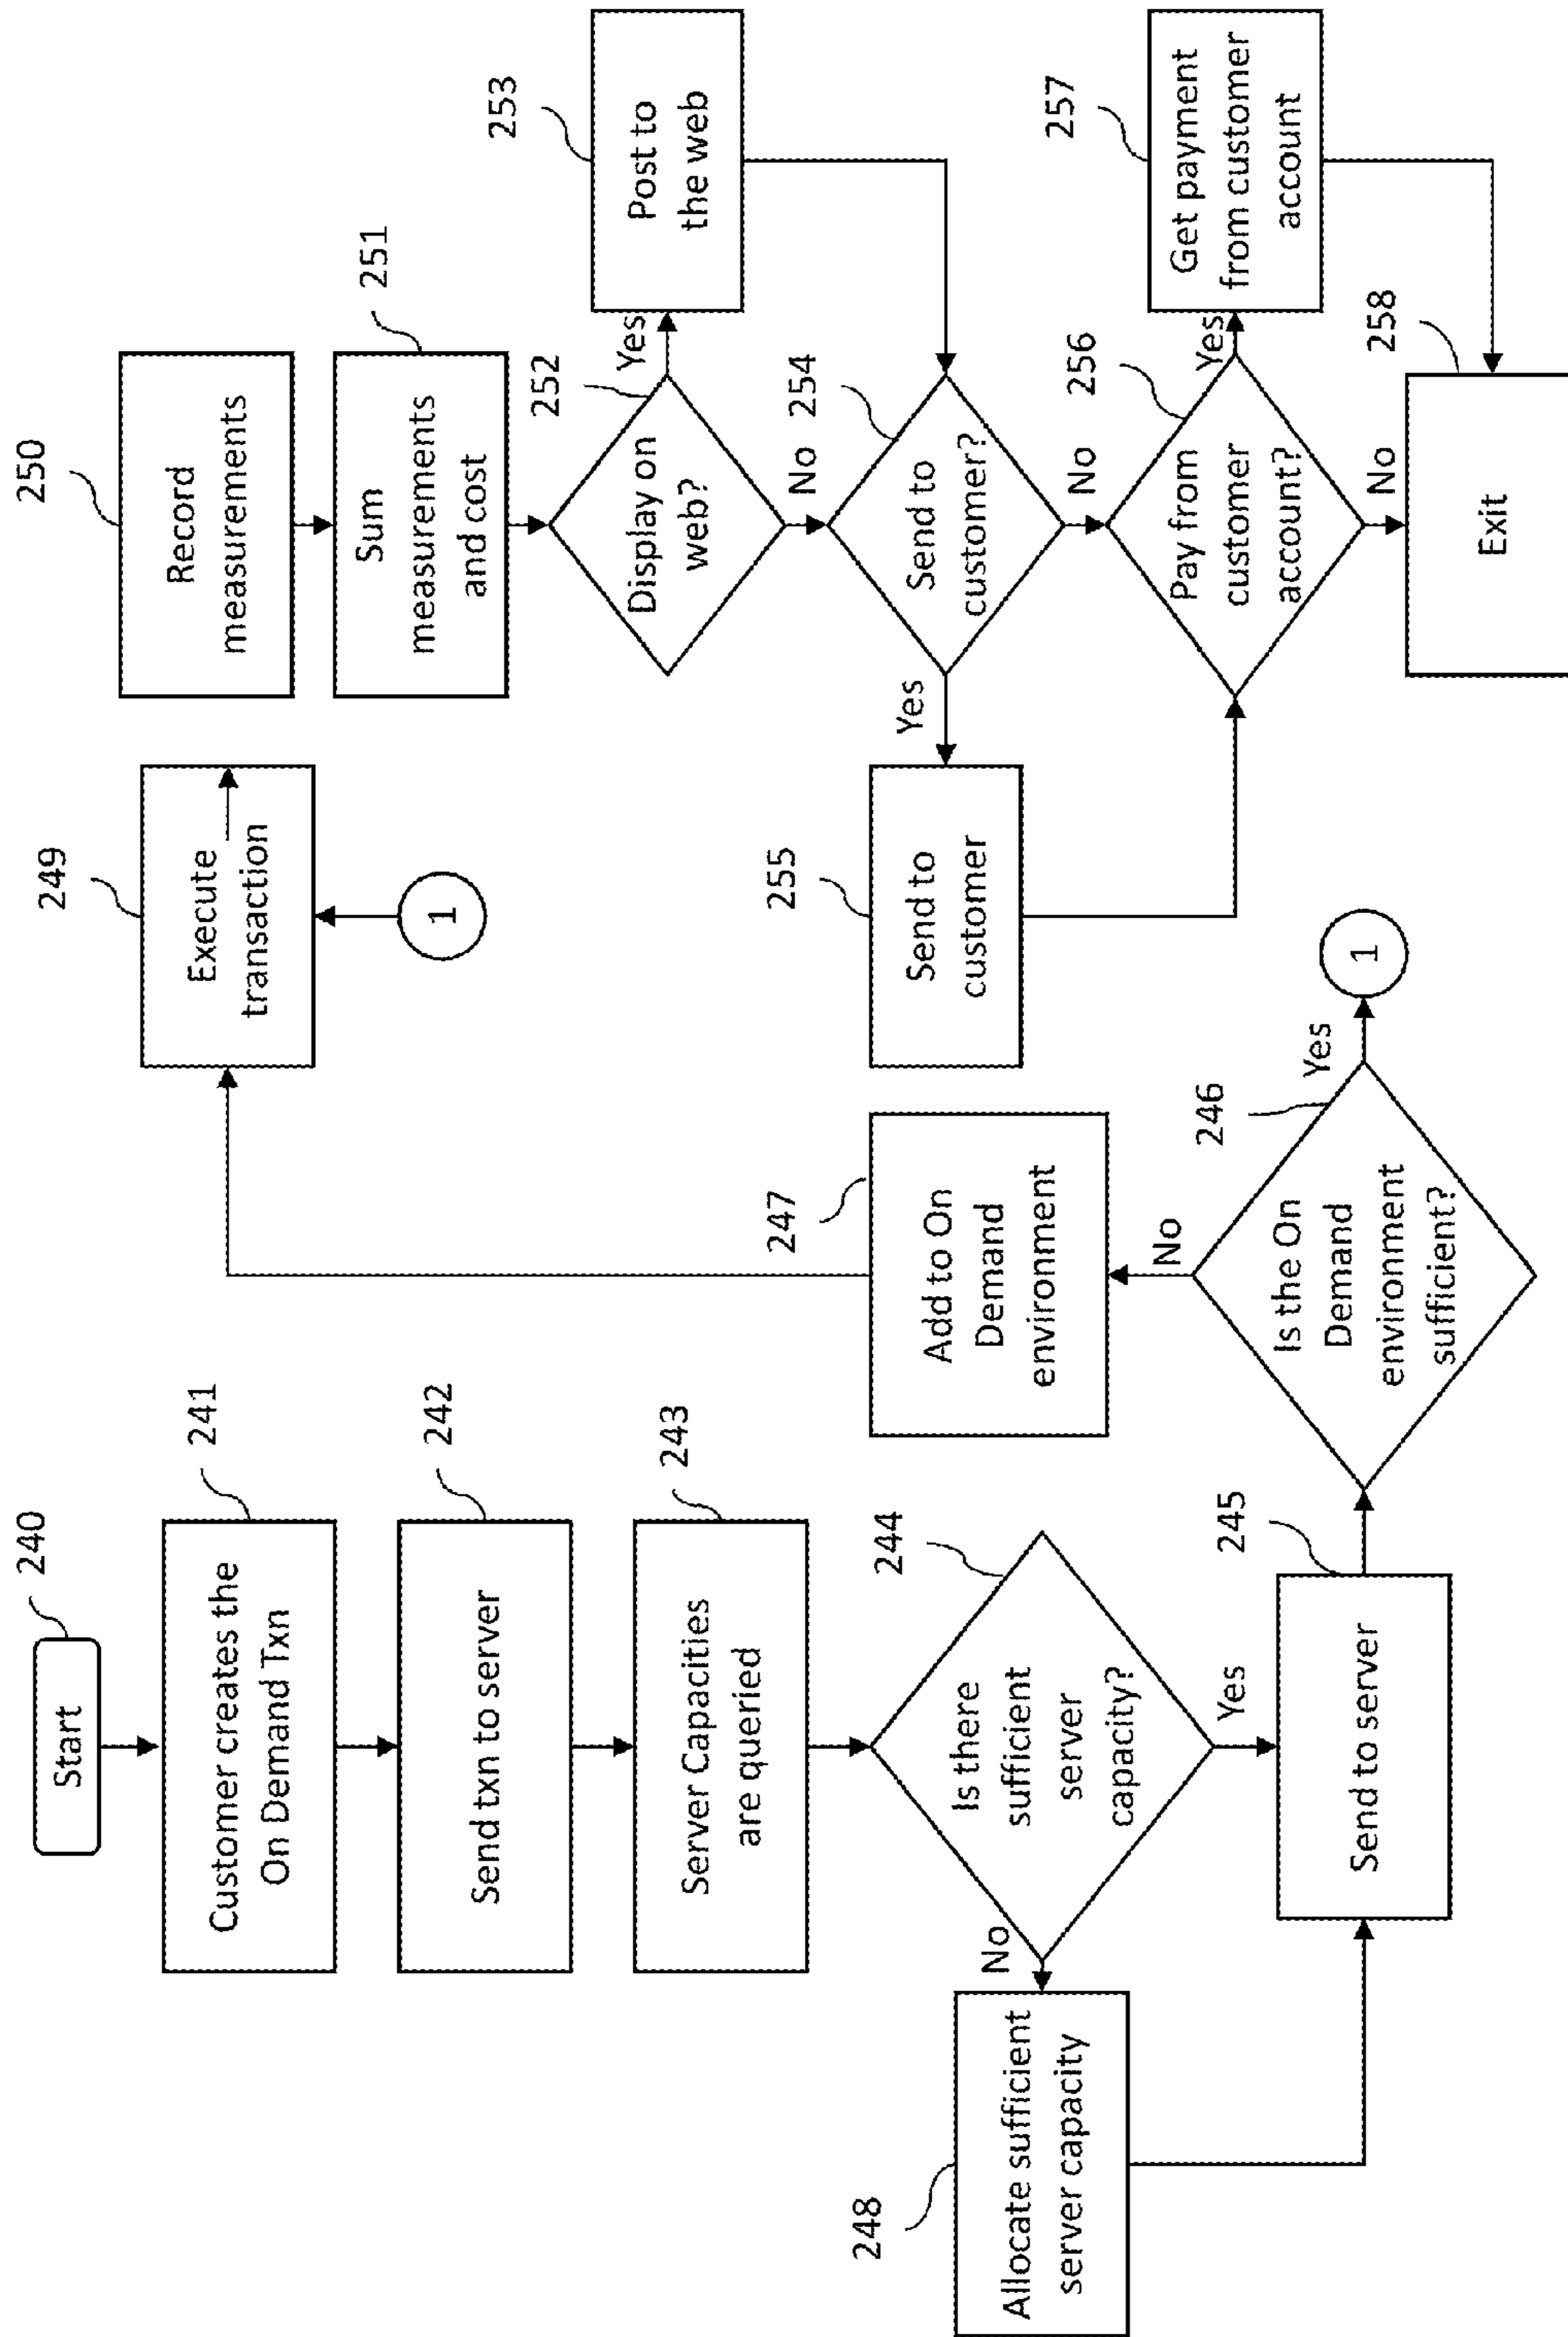 240
Start
241
Customer creates the
On Demand Txn
242
Send txn to server
243
Server Capacities
are queried
244
Is there
sufficient
server
capacity?
No
Yes
248
Allocate sufficient
server capacity
245
Send to server
246
Is the On
Demand
environment
sufficient?
No
Yes
1
247
Add to On
Demand
environment
249
Execute
transaction
1
250
Record
measurements
251
Sum
measurements
and cost
252
Display on
web?
Yes
No
253
Post to
the web
254
Send to
customer?
Yes
No
255
Send to
customer
256
Pay from
customer
account?
Yes
No
257
Get payment
from customer
account
258
Exit